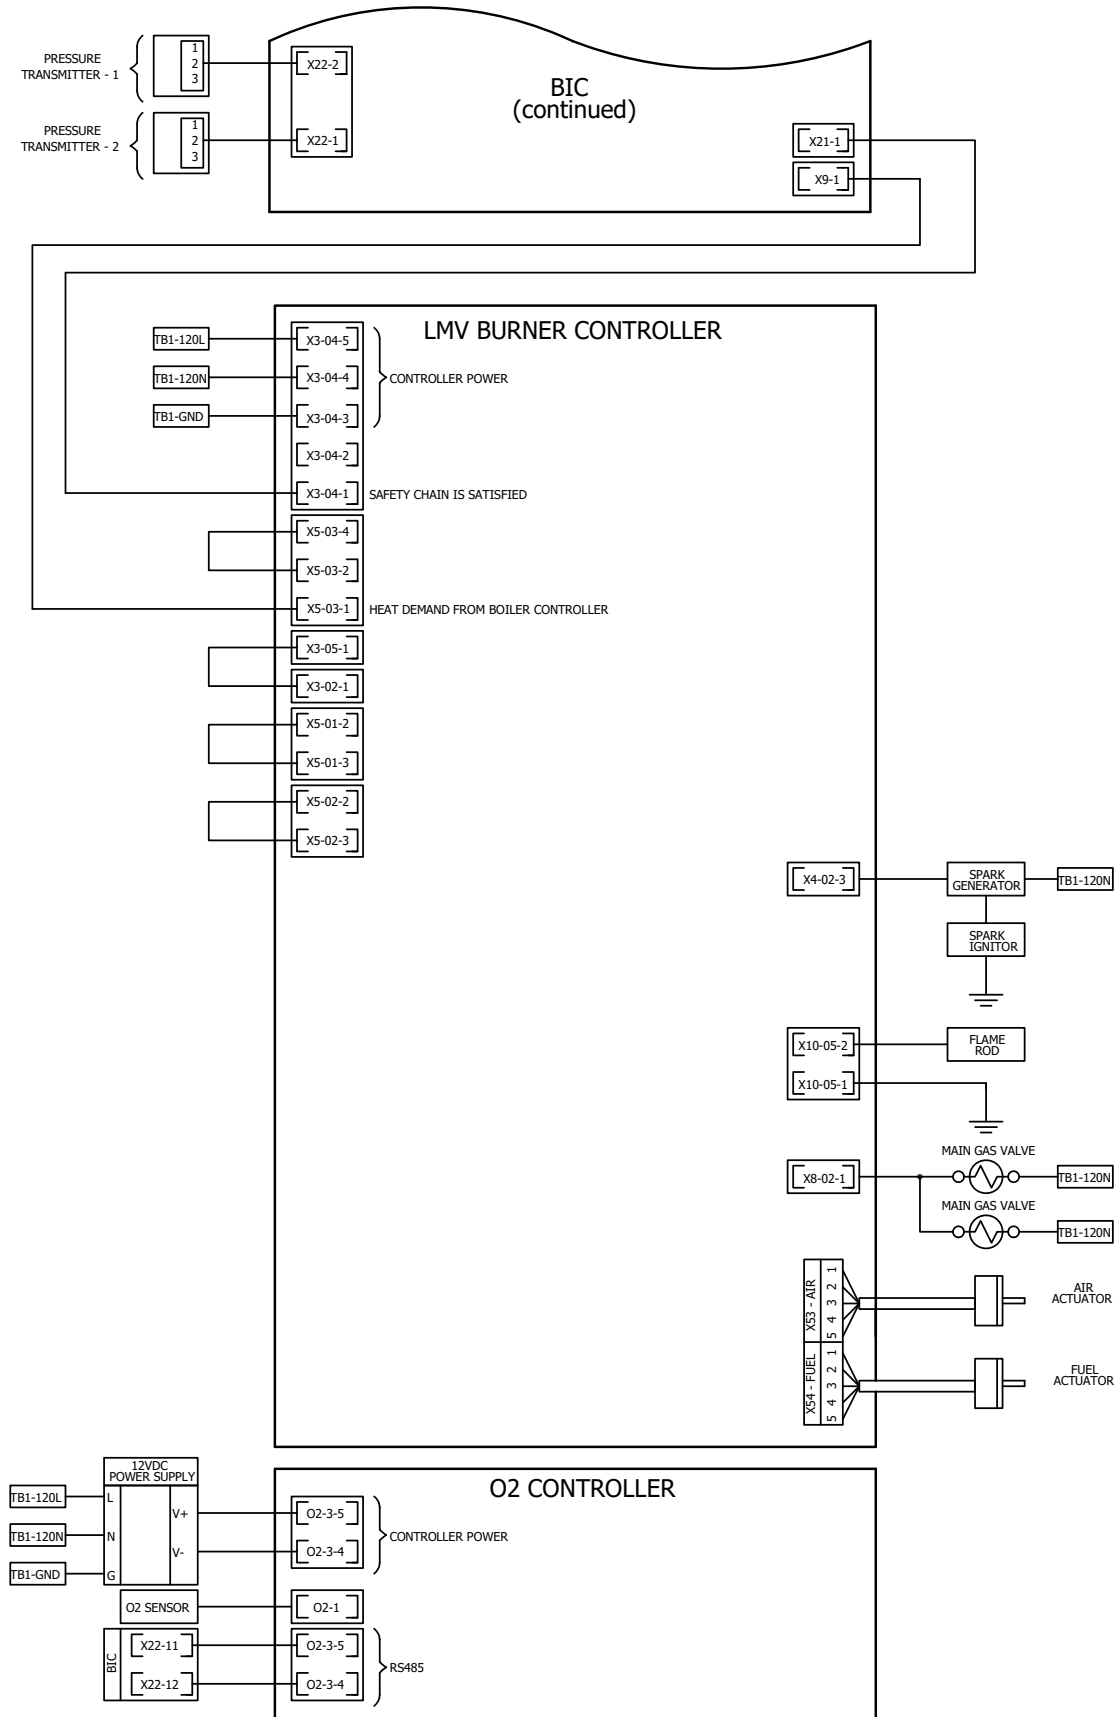 PRESSURE
TRANSMITTER - 1
1
2
3
X22-2
BIC
(continued)
PRESSURE
TRANSMITTER - 2
1
2
3
X22-1
X21-1
X9-1
LMV BURNER CONTROLLER
TB1-120L
X3-04-5
TB1-120N
X3-04-4
CONTROLLER POWER
TB1-GND
X3-04-3
X3-04-2
X3-04-1
SAFETY CHAIN IS SATISFIED
X5-03-4
X5-03-2
X5-03-1
HEAT DEMAND FROM BOILER CONTROLLER
X3-05-1
X3-02-1
X5-01-2
X5-01-3
X5-02-2
X5-02-3
X4-02-3
SPARK
GENERATOR
TB1-120N
SPARK
IGNITOR
X10-05-2
FLAME
ROD
X10-05-1
MAIN GAS VALVE
X8-02-1
TB1-120N
MAIN GAS VALVE
TB1-120N
X53 - AIR
1
2
3
4
5
AIR
ACTUATOR
X54 - FUEL
1
2
3
4
5
FUEL
ACTUATOR
12VDC
POWER SUPPLY
O2 CONTROLLER
TB1-120L
L
V+
O2-3-5
TB1-120N
N
CONTROLLER POWER
V-
O2-3-4
TB1-GND
G
O2 SENSOR
O2-1
BIC
X22-11
O2-3-5
RS485
X22-12
O2-3-4